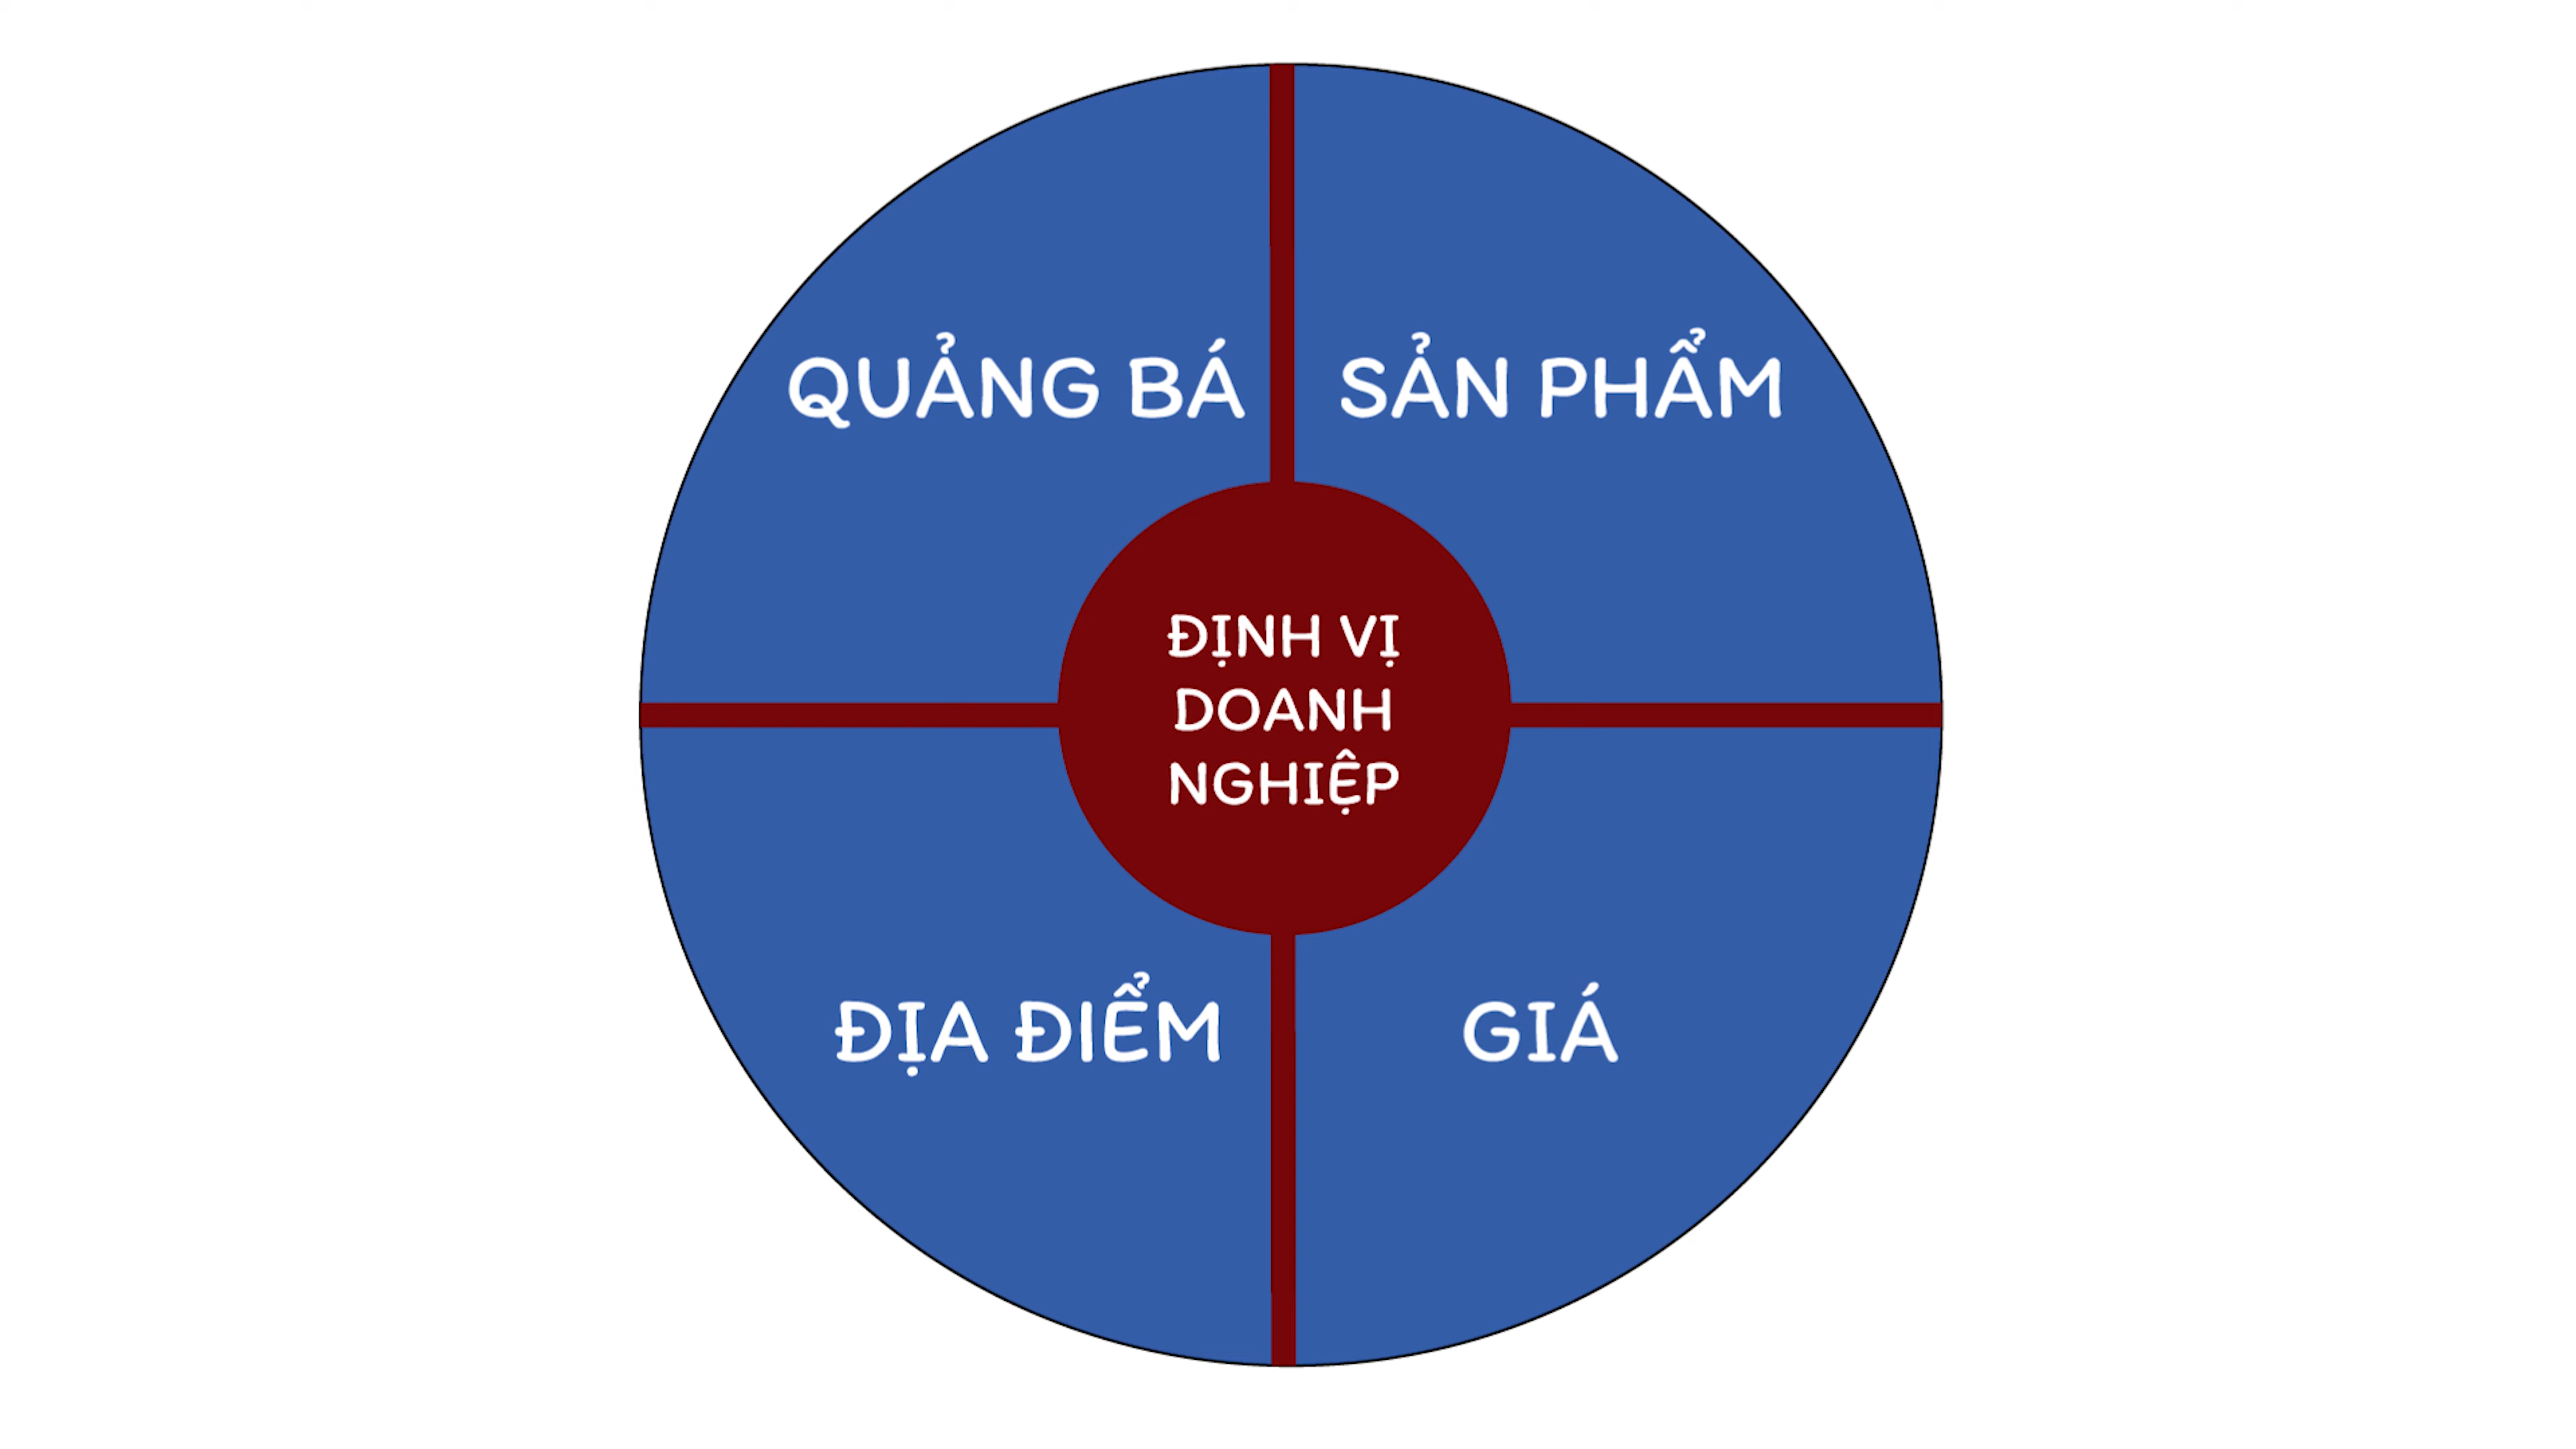 QUẢNG BÁ
SẢN PHẨM
ĐỊNH VỊ
DOANH
NGHIỆP
ĐỊA ĐIỂM
GIÁ